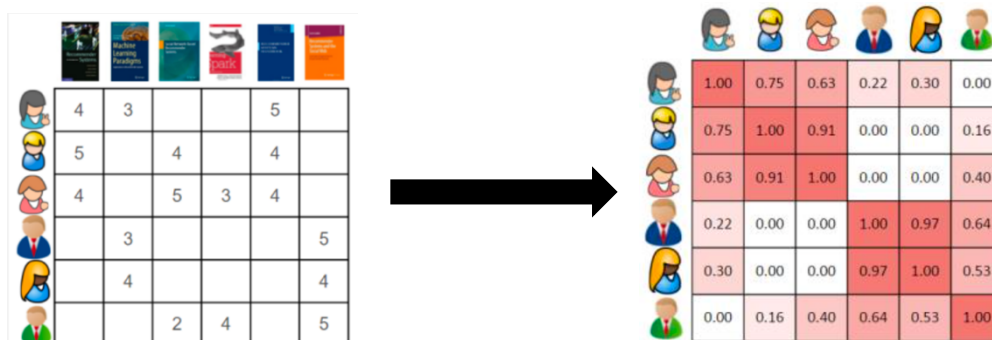 Recommender Systems
Machine Learning Paradigms
Spark
4 3 5
5 4 4
4 5 3 4
3 5
4 4
2 4 5
1.00 0.75 0.63 0.22 0.30 0.00
0.75 1.00 0.91 0.00 0.00 0.16
0.63 0.91 1.00 0.00 0.00 0.40
0.22 0.00 0.00 1.00 0.97 0.64
0.30 0.00 0.00 0.97 1.00 0.53
0.00 0.16 0.40 0.64 0.53 1.00